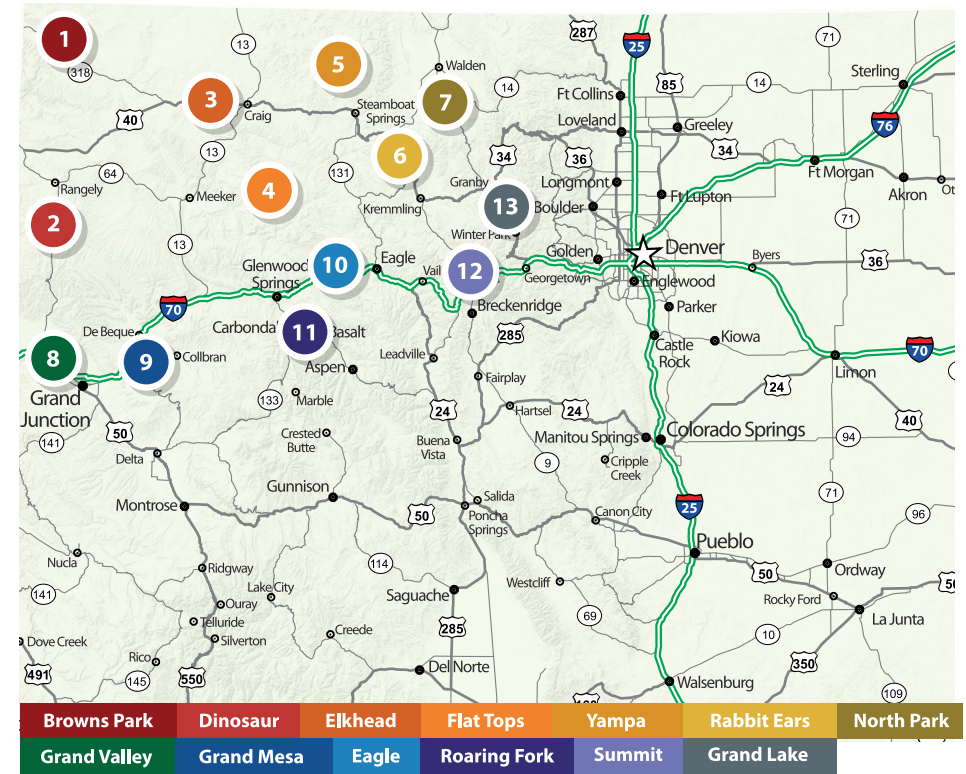 1
287
13
71
25
5
Walden
Sterling
318
14
85
14
7
Ft Collins
3
Steamboat
Springs
40
Craig
76
Loveland
Greeley
13
6
34
36
34
64
131
Granby
Longmont
Ft Morgan
Rangely
4
Meeker
Kremmling
13
Boulder
Ft Lupton
Akron
Ot
2
Winter Park
71
13
Golden
Denver
10
Eagle
Vail
12
Byers
36
Glenwood
Springs
Georgetown
Englewood
70
Breckenridge
Parker
De Beque
Carbonda
11
Basalt
285
Castle
Rock
Kiowa
8
9
Collbran
Leadville
70
Aspen
Limon
Grand
Junction
133
Marble
Fairplay
24
24
Hartsel
24
40
50
Crested
Butte
Buena
Vista
Manitou Springs
Colorado Springs
94
141
Delta
9
Cripple
Creek
Gunnison
71
Montrose
Salida
25
50
Poncha
Springs
Canon City
96
Pueblo
Nucla
114
50
Ordway
50
Ridgway
Westcliff
141
Lake City
Saguache
Rocky Ford
Ouray
69
La Junta
Telluride
285
10
Dove Creek
Silverton
Creede
Rico
350
491
145
550
Del Norte
Walsenburg
109
Browns Park
Dinosaur
Elkhead
Flat Tops
Yampa
Rabbit Ears
North Park
Grand Valley
Grand Mesa
Eagle
Roaring Fork
Summit
Grand Lake